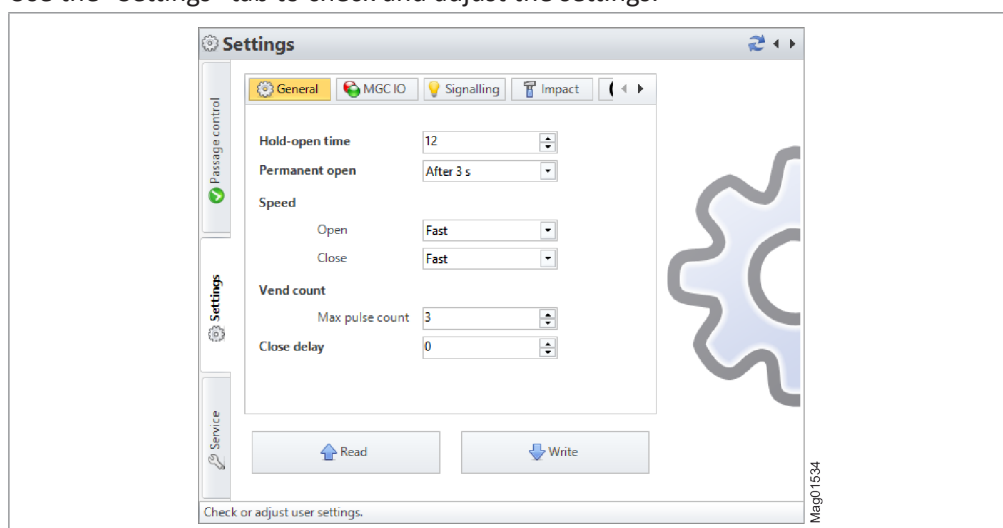 Use the "Settings" tab to check and adjust the settings.
Settings
Passage control
Settings
Service
General
MGC IO
Signalling
Impact
Hold-open time 12
Permanent open After 3 s
Speed
Open Fast
Close Fast
Vend count
Max pulse count 3
Close delay 0
Read
Write
Check or adjust user settings.
Mag01534